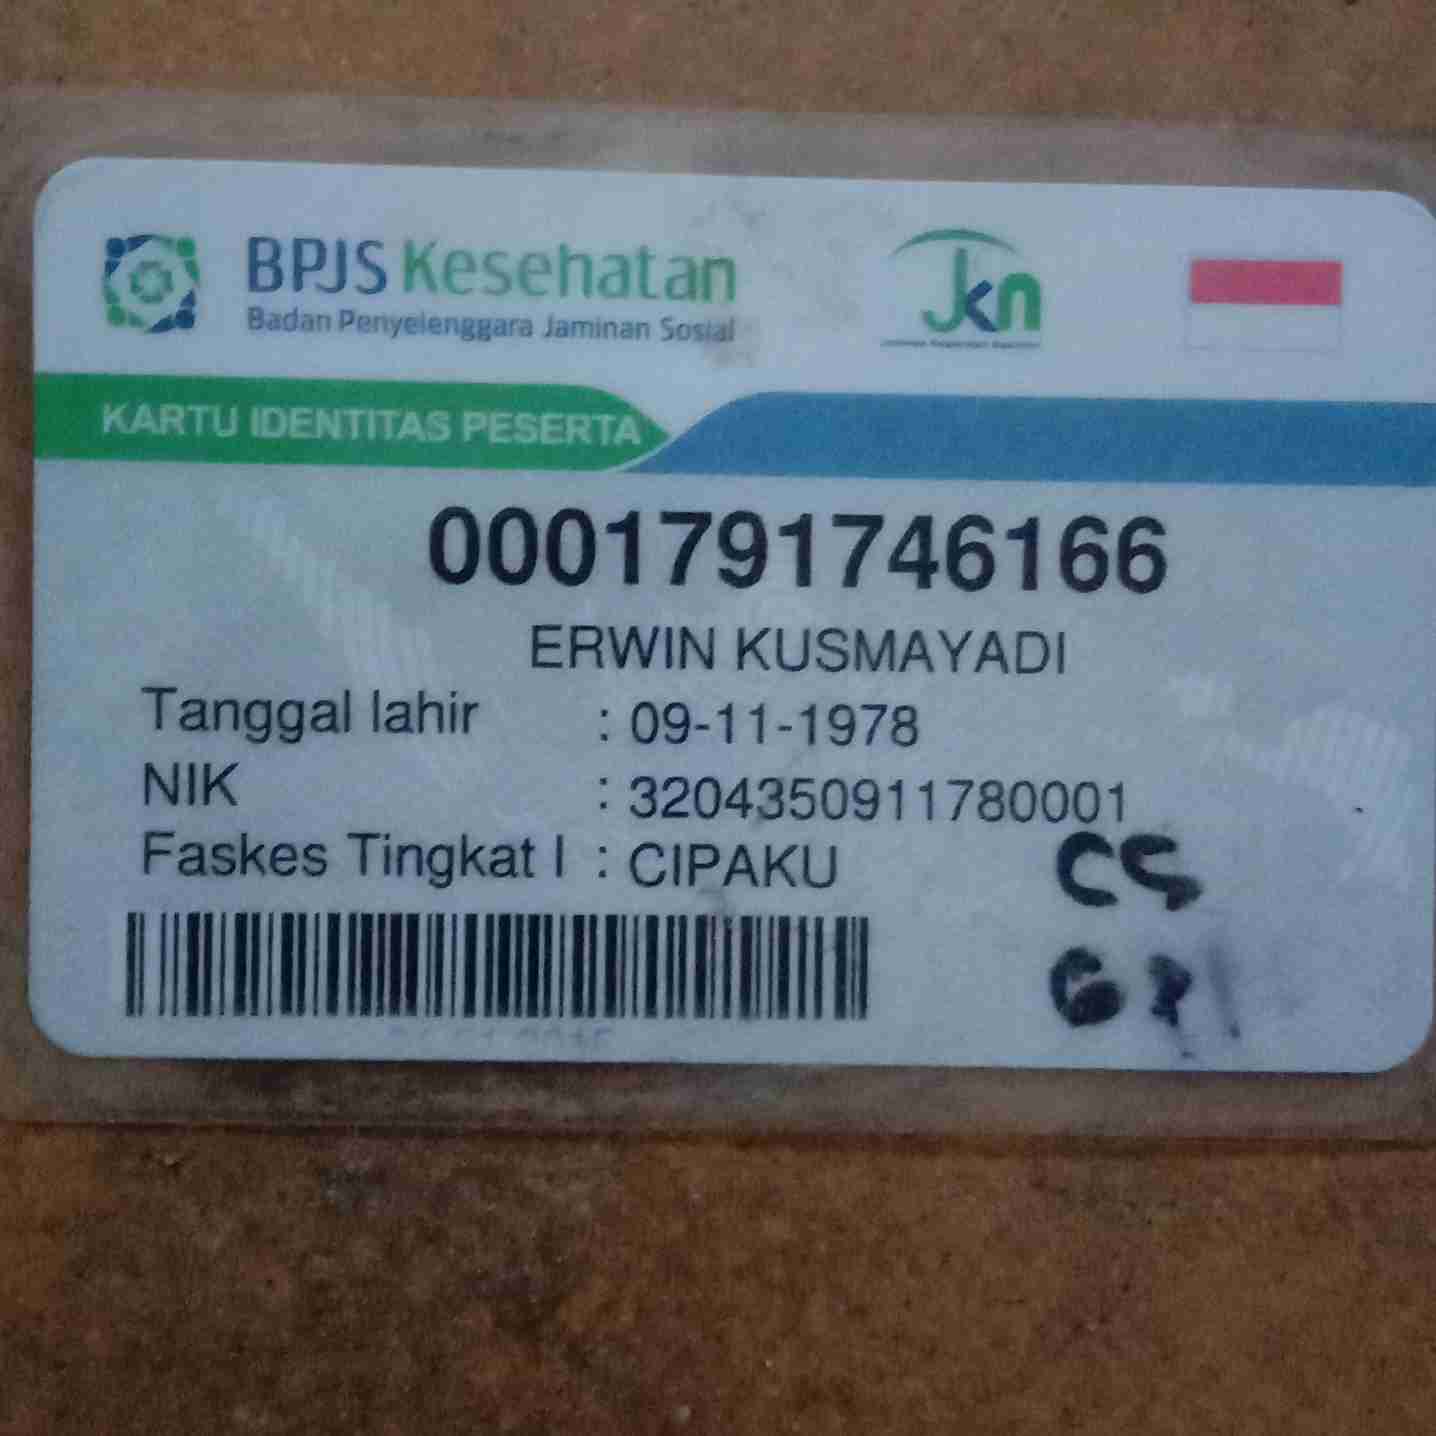 BPJS Kesehatan
Badan Penyelenggara Jaminan Sosial
JKN
KARTU IDENTITAS PESERTA
0001791746166
ERWIN KUSMAYADI
Tanggal lahir : 09-11-1978
NIK : 3204350911780001
Faskes Tingkat I : CIPAKU